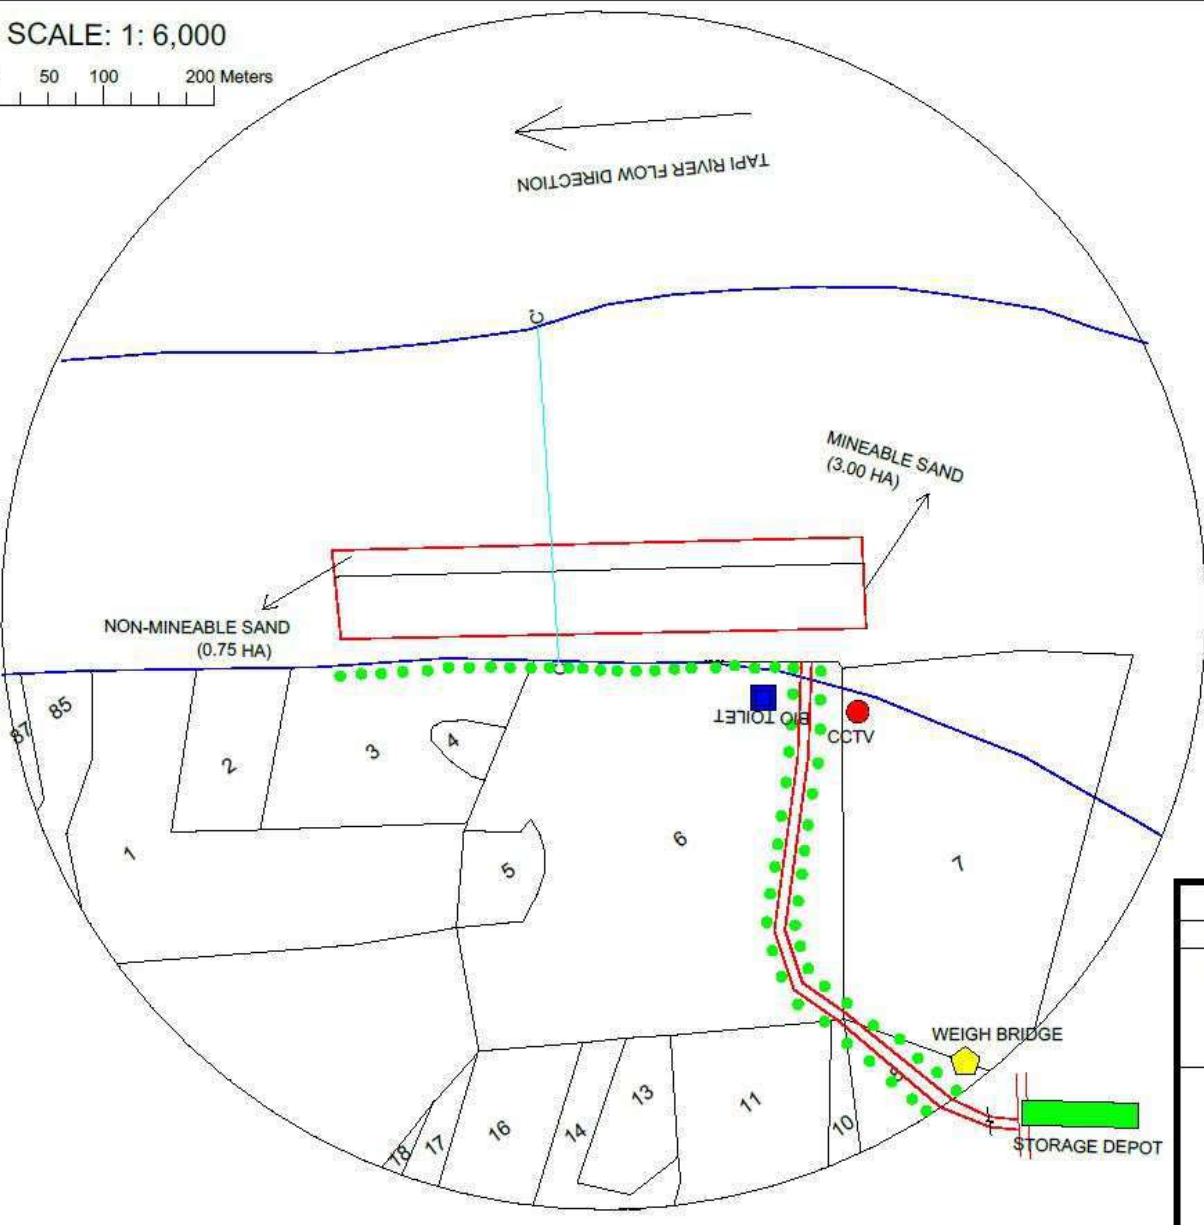 SCALE: 1: 6,000
50 100 200 Meters
TAPI RIVER FLOW DIRECTION
C'
MINEABLE SAND
(3.00 HA)
NON-MINEABLE SAND
(0.75 HA)
C
87
85
2
3
4
BIO TOILET
CCTV
1
5
6
7
WEIGH BRIDGE
18
17
16
14
13
11
10
STORAGE DEPOT